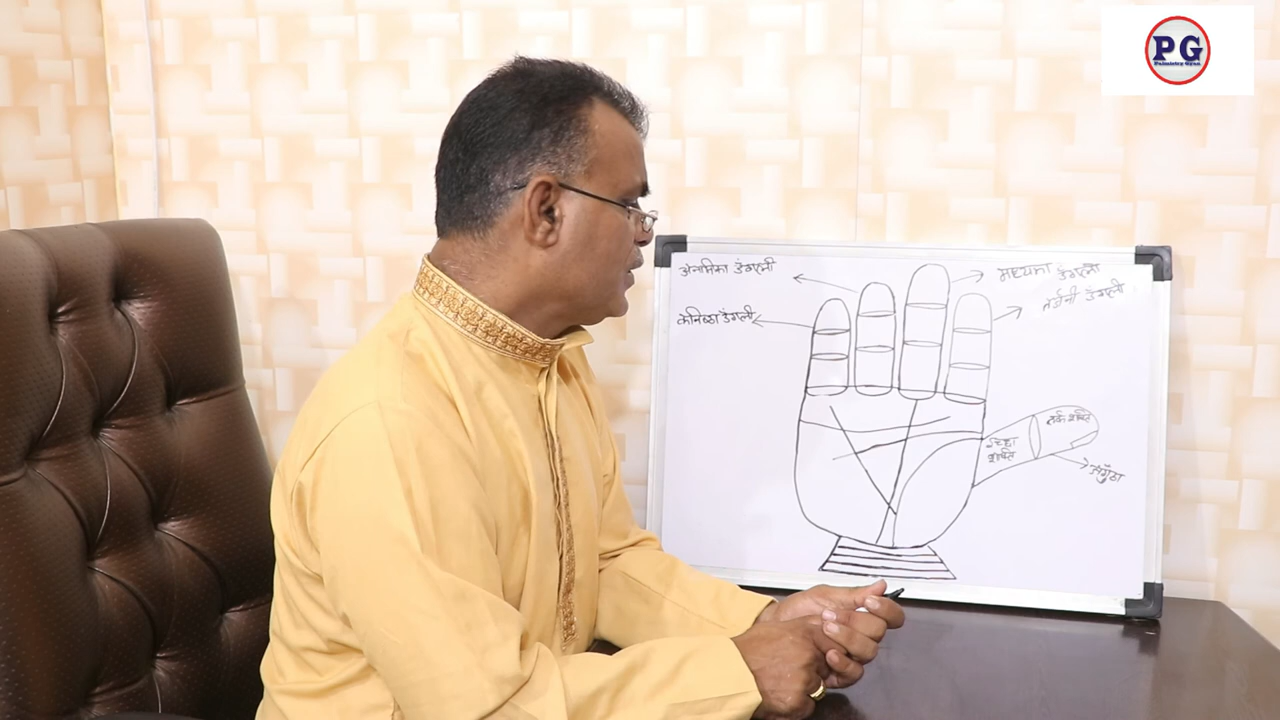 PG
Palmistry Gyan
अनामिका उंगली
मध्यमा उंगली
तर्जनी उंगली
कनिष्ठा उंगली
तर्क शक्ति
इच्छा
शक्ति
अंगुठा